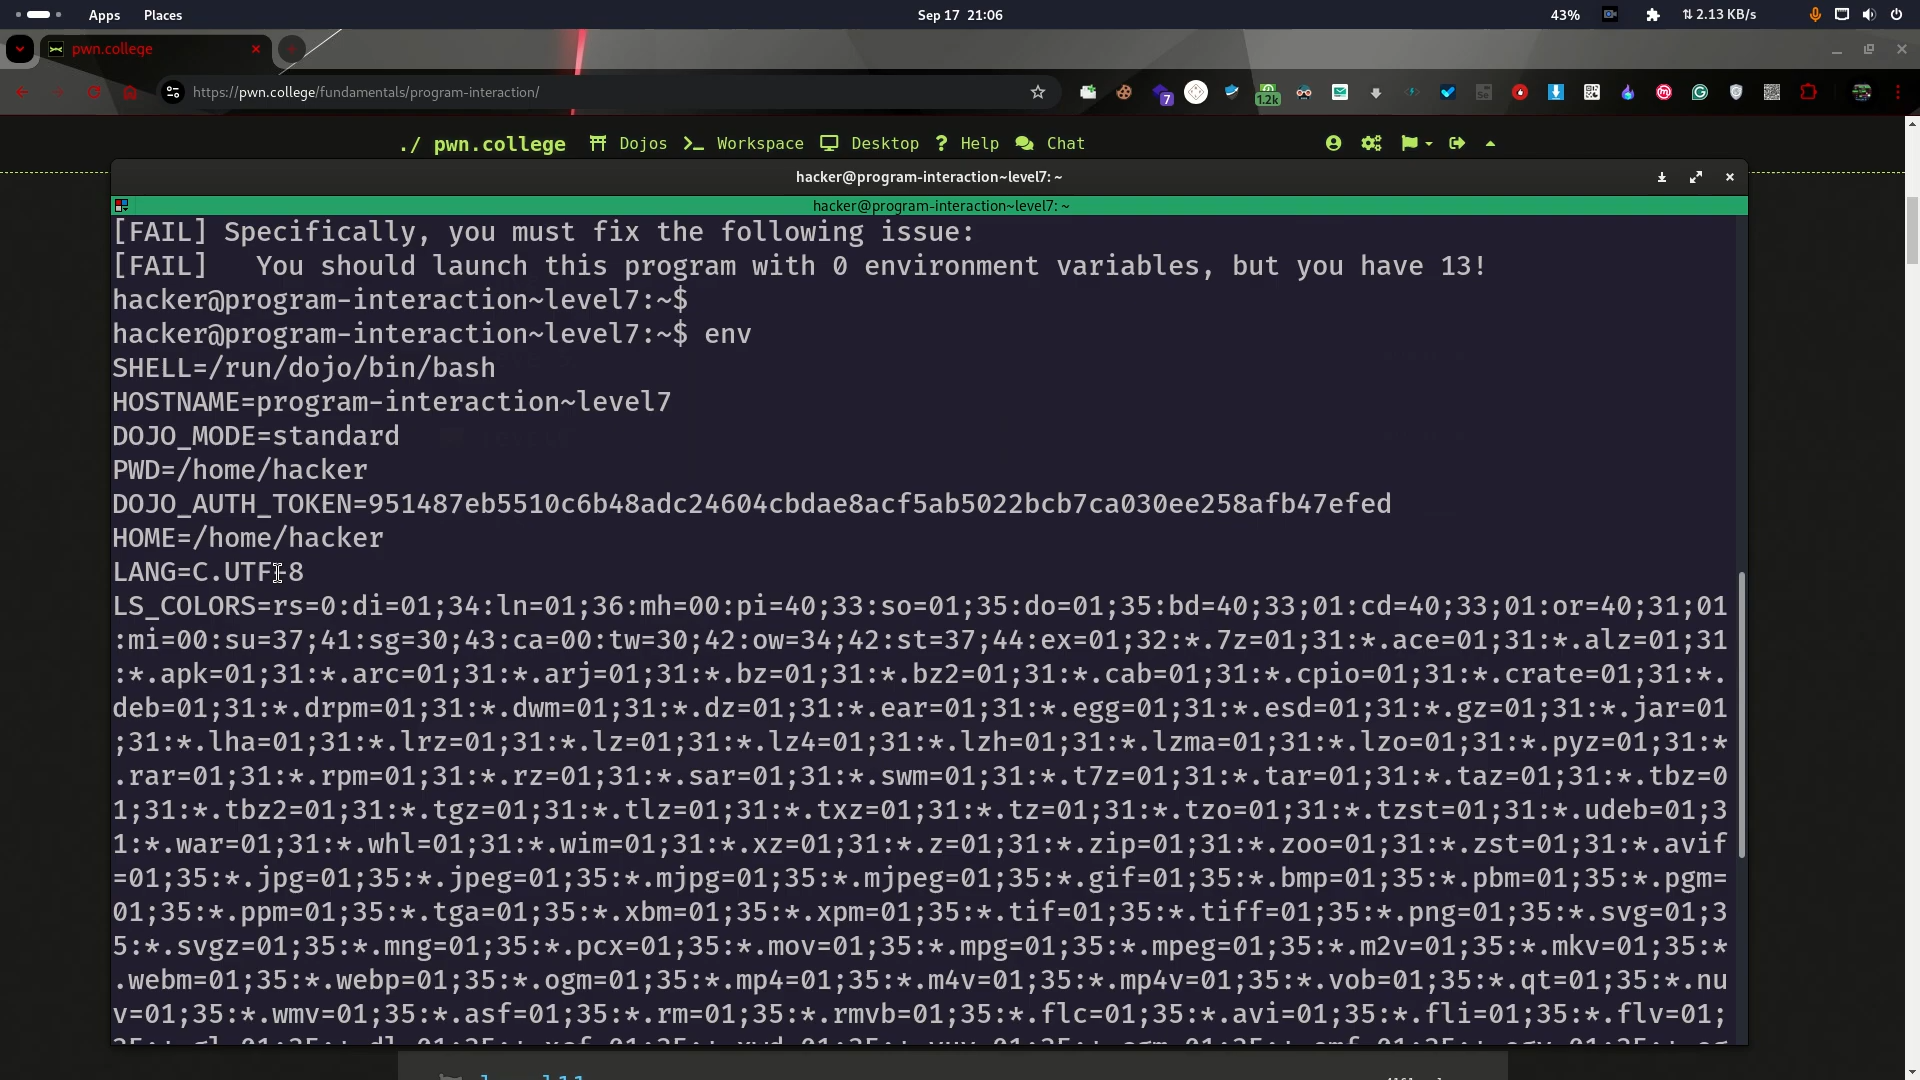 Apps Places Sep 17 21:06 43% 2.13 KB/s
pwn.college
https://pwn.college/fundamentals/program-interaction/ 7 1.2k
./ pwn.college Dojos Workspace Desktop Help Chat
hacker@program-interaction~level7: ~
hacker@program-interaction~level7: ~
[FAIL] Specifically, you must fix the following issue:
[FAIL]   You should launch this program with 0 environment variables, but you have 13!
hacker@program-interaction~level7:~$
hacker@program-interaction~level7:~$ env
SHELL=/run/dojo/bin/bash
HOSTNAME=program-interaction~level7
DOJO_MODE=standard
PWD=/home/hacker
DOJO_AUTH_TOKEN=951487eb5510c6b48adc24604cbdae8acf5ab5022bcb7ca030ee258afb47efed
HOME=/home/hacker
LANG=C.UTF-8
LS_COLORS=rs=0:di=01;34:ln=01;36:mh=00:pi=40;33:so=01;35:do=01;35:bd=40;33;01:cd=40;33;01:or=40;31;01
:mi=00:su=37;41:sg=30;43:ca=00:tw=30;42:ow=34;42:st=37;44:ex=01;32:*.7z=01;31:*.ace=01;31:*.alz=01;31
:*.apk=01;31:*.arc=01;31:*.arj=01;31:*.bz=01;31:*.bz2=01;31:*.cab=01;31:*.cpio=01;31:*.crate=01;31:*.
deb=01;31:*.drpm=01;31:*.dwm=01;31:*.dz=01;31:*.ear=01;31:*.egg=01;31:*.esd=01;31:*.gz=01;31:*.jar=01
;31:*.lha=01;31:*.lrz=01;31:*.lz=01;31:*.lz4=01;31:*.lzh=01;31:*.lzma=01;31:*.lzo=01;31:*.pyz=01;31:*
.rar=01;31:*.rpm=01;31:*.rz=01;31:*.sar=01;31:*.swm=01;31:*.t7z=01;31:*.tar=01;31:*.taz=01;31:*.tbz=0
1;31:*.tbz2=01;31:*.tgz=01;31:*.tlz=01;31:*.txz=01;31:*.tz=01;31:*.tzo=01;31:*.tzst=01;31:*.udeb=01;3
1:*.war=01;31:*.whl=01;31:*.wim=01;31:*.xz=01;31:*.z=01;31:*.zip=01;31:*.zoo=01;31:*.zst=01;31:*.avif
=01;35:*.jpg=01;35:*.jpeg=01;35:*.mjpg=01;35:*.mjpeg=01;35:*.gif=01;35:*.bmp=01;35:*.pbm=01;35:*.pgm=
01;35:*.ppm=01;35:*.tga=01;35:*.xbm=01;35:*.xpm=01;35:*.tif=01;35:*.tiff=01;35:*.png=01;35:*.svg=01;3
5:*.svgz=01;35:*.mng=01;35:*.pcx=01;35:*.mov=01;35:*.mpg=01;35:*.mpeg=01;35:*.m2v=01;35:*.mkv=01;35:*
.webm=01;35:*.webp=01;35:*.ogm=01;35:*.mp4=01;35:*.m4v=01;35:*.mp4v=01;35:*.vob=01;35:*.qt=01;35:*.nu
v=01;35:*.wmv=01;35:*.asf=01;35:*.rm=01;35:*.rmvb=01;35:*.flc=01;35:*.avi=01;35:*.fli=01;35:*.flv=01;
level11